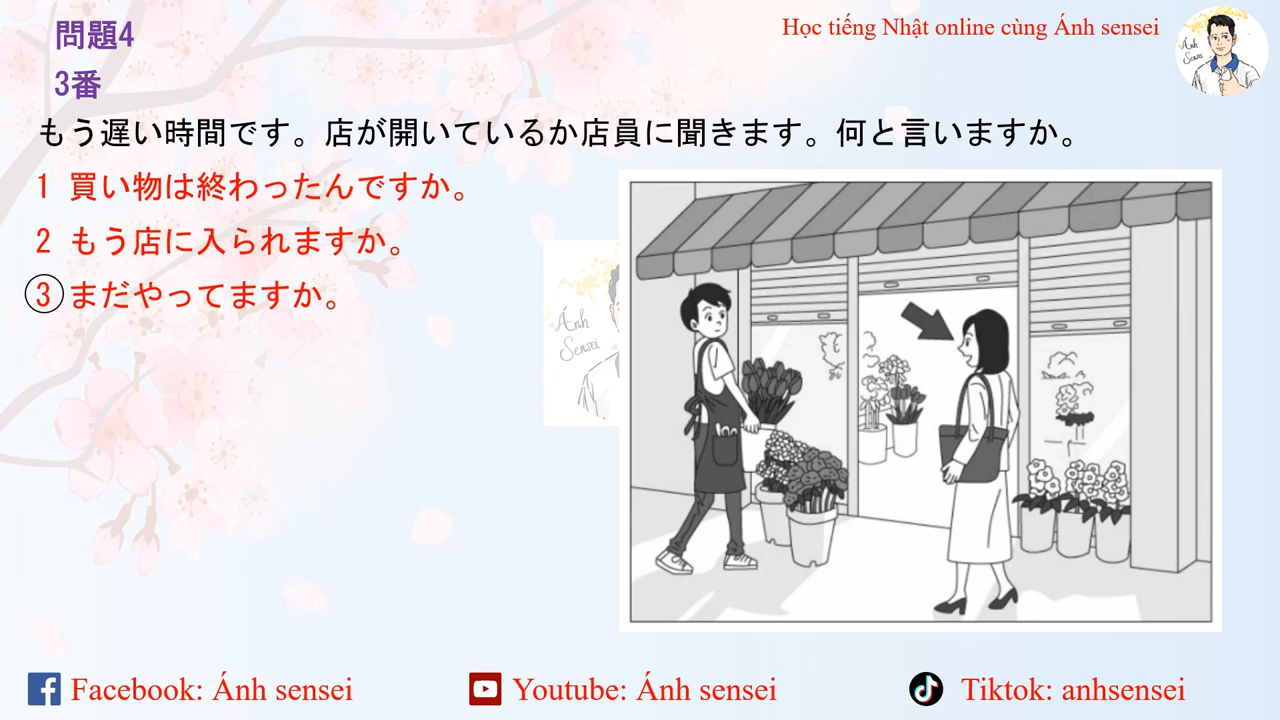 問題4
Học tiếng Nhật online cùng Ánh sensei
Ánh
Sensei
3番
もう遅い時間です。店が開いているか店員に聞きます。何と言いますか。
1 買い物は終わったんですか。
2 もう店に入られますか。
3 まだやってますか。
Ánh
Sensei
Facebook: Ánh sensei
Youtube: Ánh sensei
Tiktok: anhsensei